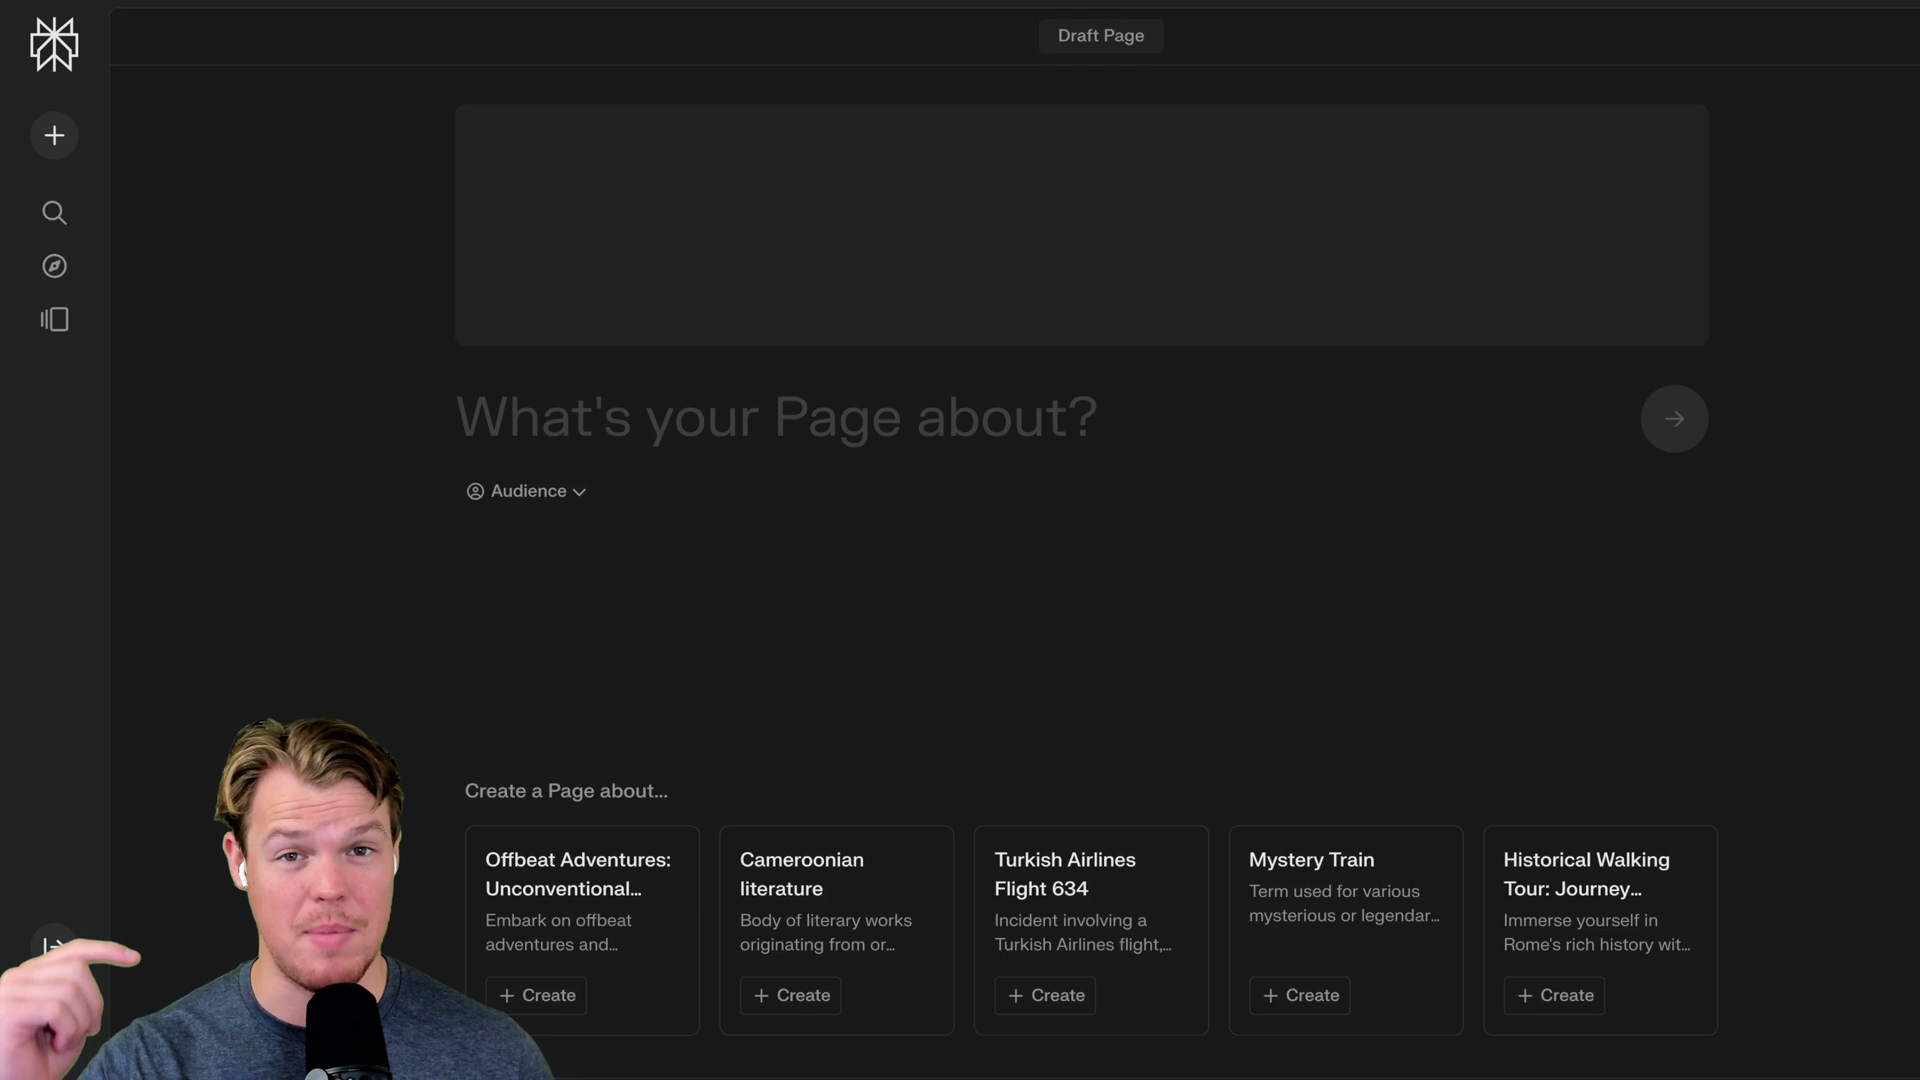 Draft Page
What's your Page about?
Audience
Create a Page about...
Offbeat Adventures:
Unconventional...
Embark on offbeat
adventures and...
+ Create
Cameroonian
literature
Body of literary works
originating from or...
+ Create
Turkish Airlines
Flight 634
Incident involving a
Turkish Airlines flight,...
+ Create
Mystery Train
Term used for various
mysterious or legendar...
+ Create
Historical Walking
Tour: Journey...
Immerse yourself in
Rome's rich history wit...
+ Create